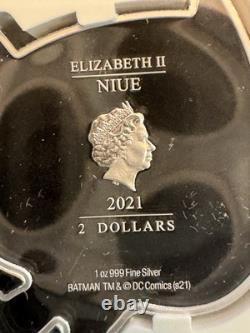 ELIZABETH II
NIUE
2021
2 DOLLARS
1 oz 999 Fine Silver
BATMAN TM & © DC Comics (s21)